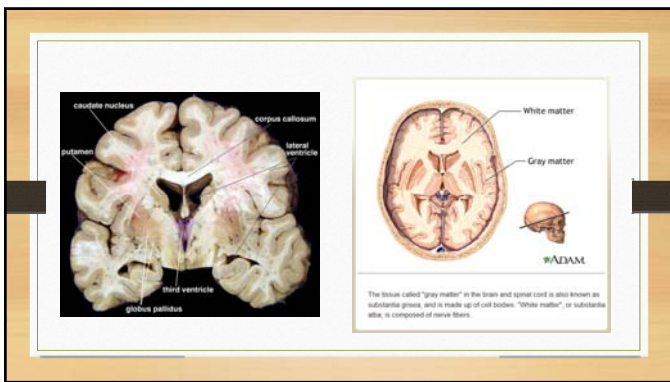 caudate nucleus
corpus callosum
putamen
lateral
ventricle
third ventricle
globus pallidus
White matter
Gray matter
ADAM
The tissue called "gray matter" in the brain and spinal cord is also known as
substantia grisea, and is made up of cell bodies. "White matter", or substantia
alba, is composed of nerve fibers.